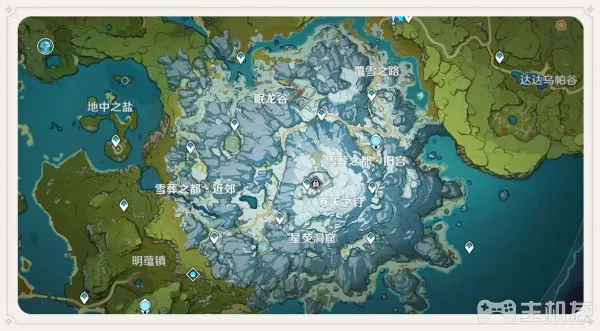 覆雪之路
达达乌帕谷
眠龙谷
地中之盐
雪葬之都·旧宫
雪葬之都·近郊
寒天之钉
星荧洞窟
明蕴镇
主机族